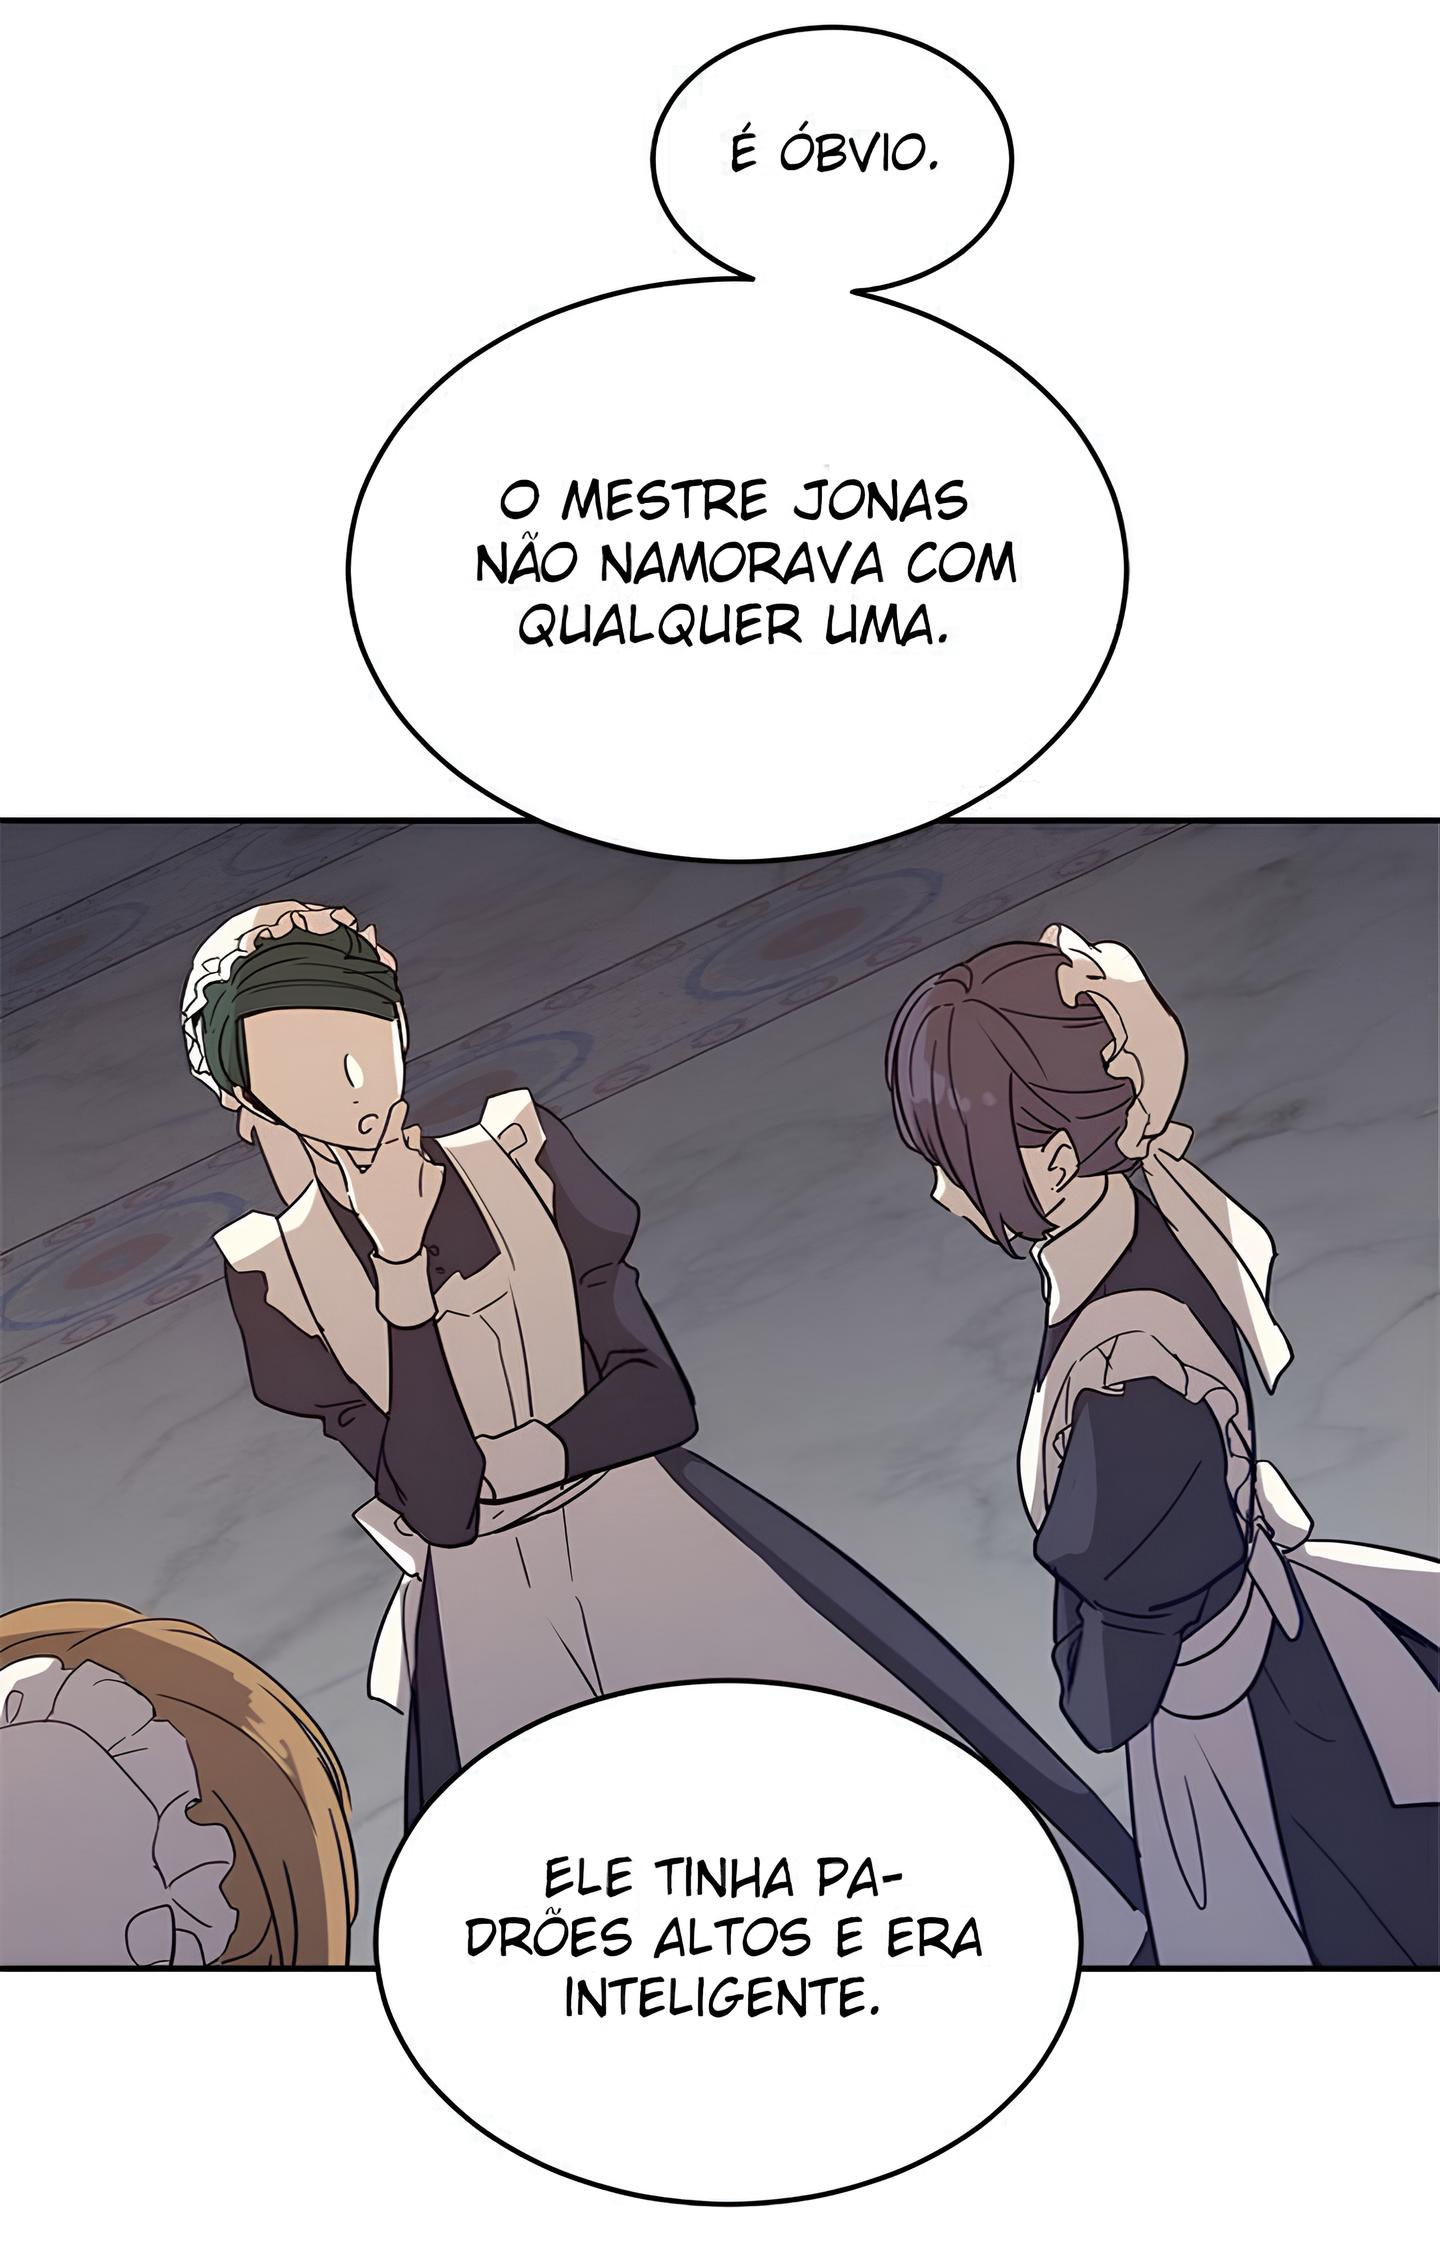 É ÓBVIO.
O MESTRE JONAS
NÃO NAMORAVA COM
QUALQUER UMA.
ELE TINHA PA-
DRÕES ALTOS E ERA
INTELIGENTE.